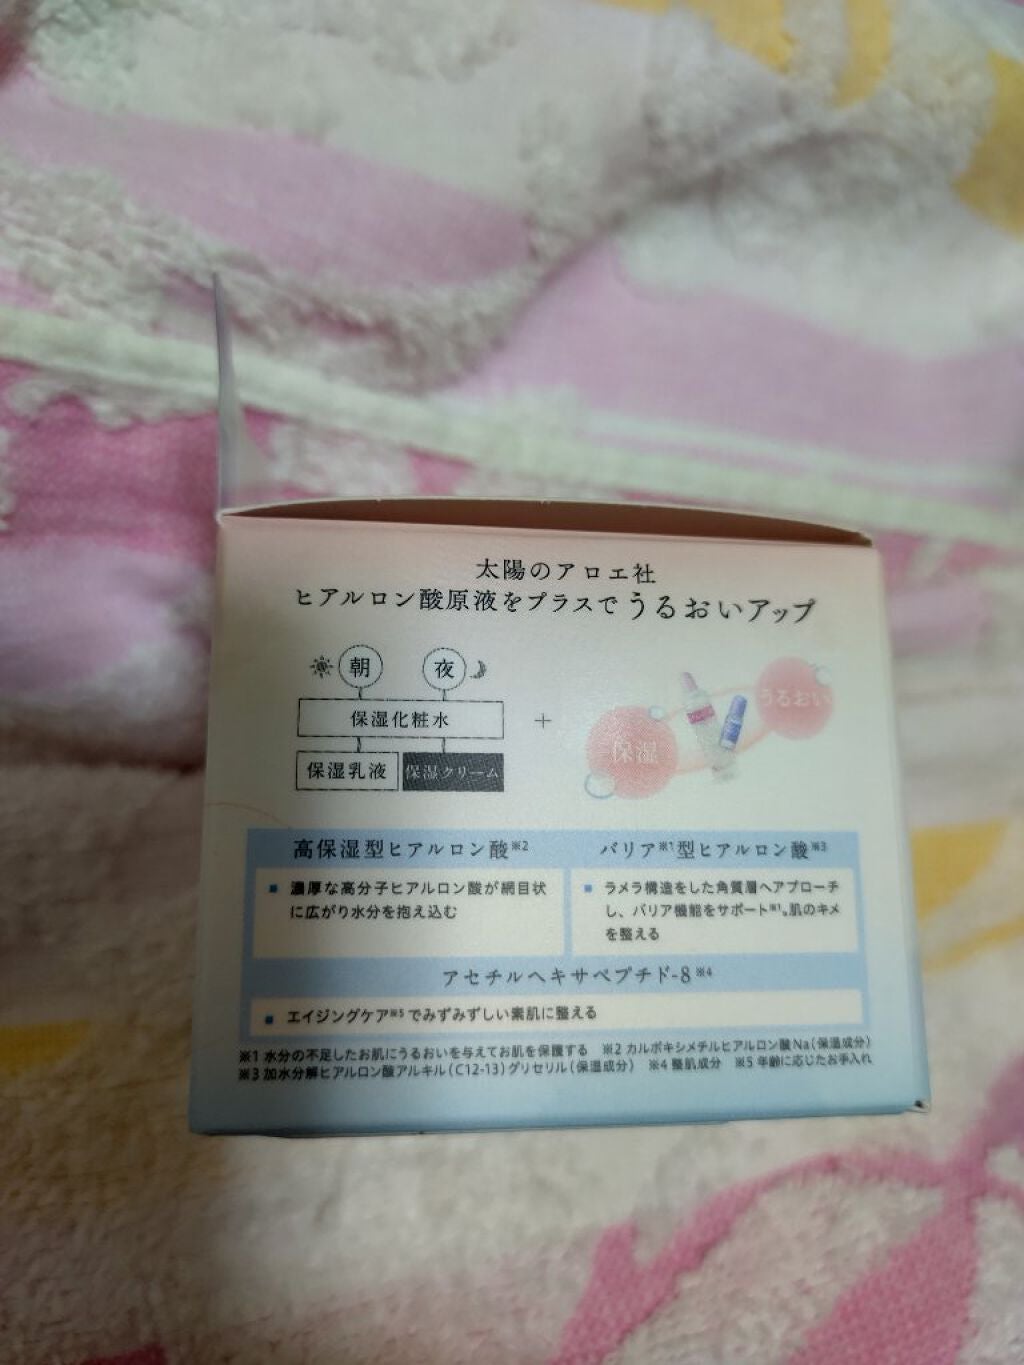 太陽のアロエ社
ヒアルロン酸原液をプラスでうるおいアップ
朝 夜
保湿化粧水
保湿乳液 保湿クリーム
+
保湿
うるおい
高保湿型ヒアルロン酸※2
▪ 濃厚な高分子ヒアルロン酸が網目状
に広がり水分を抱え込む
バリア※1型ヒアルロン酸※3
▪ ラメラ構造をした角質層へアプローチ
し、バリア機能をサポート※1。肌のキメ
を整える
アセチルヘキサペプチド-8※4
▪ エイジングケア※5でみずみずしい素肌に整える
※1 水分の不足したお肌にうるおいを与えてお肌を保護する ※2 カルボキシメチルヒアルロン酸Na(保湿成分)
※3 加水分解ヒアルロン酸アルキル(C12-13)グリセリル(保湿成分) ※4 整肌成分 ※5 年齢に応じたお手入れ